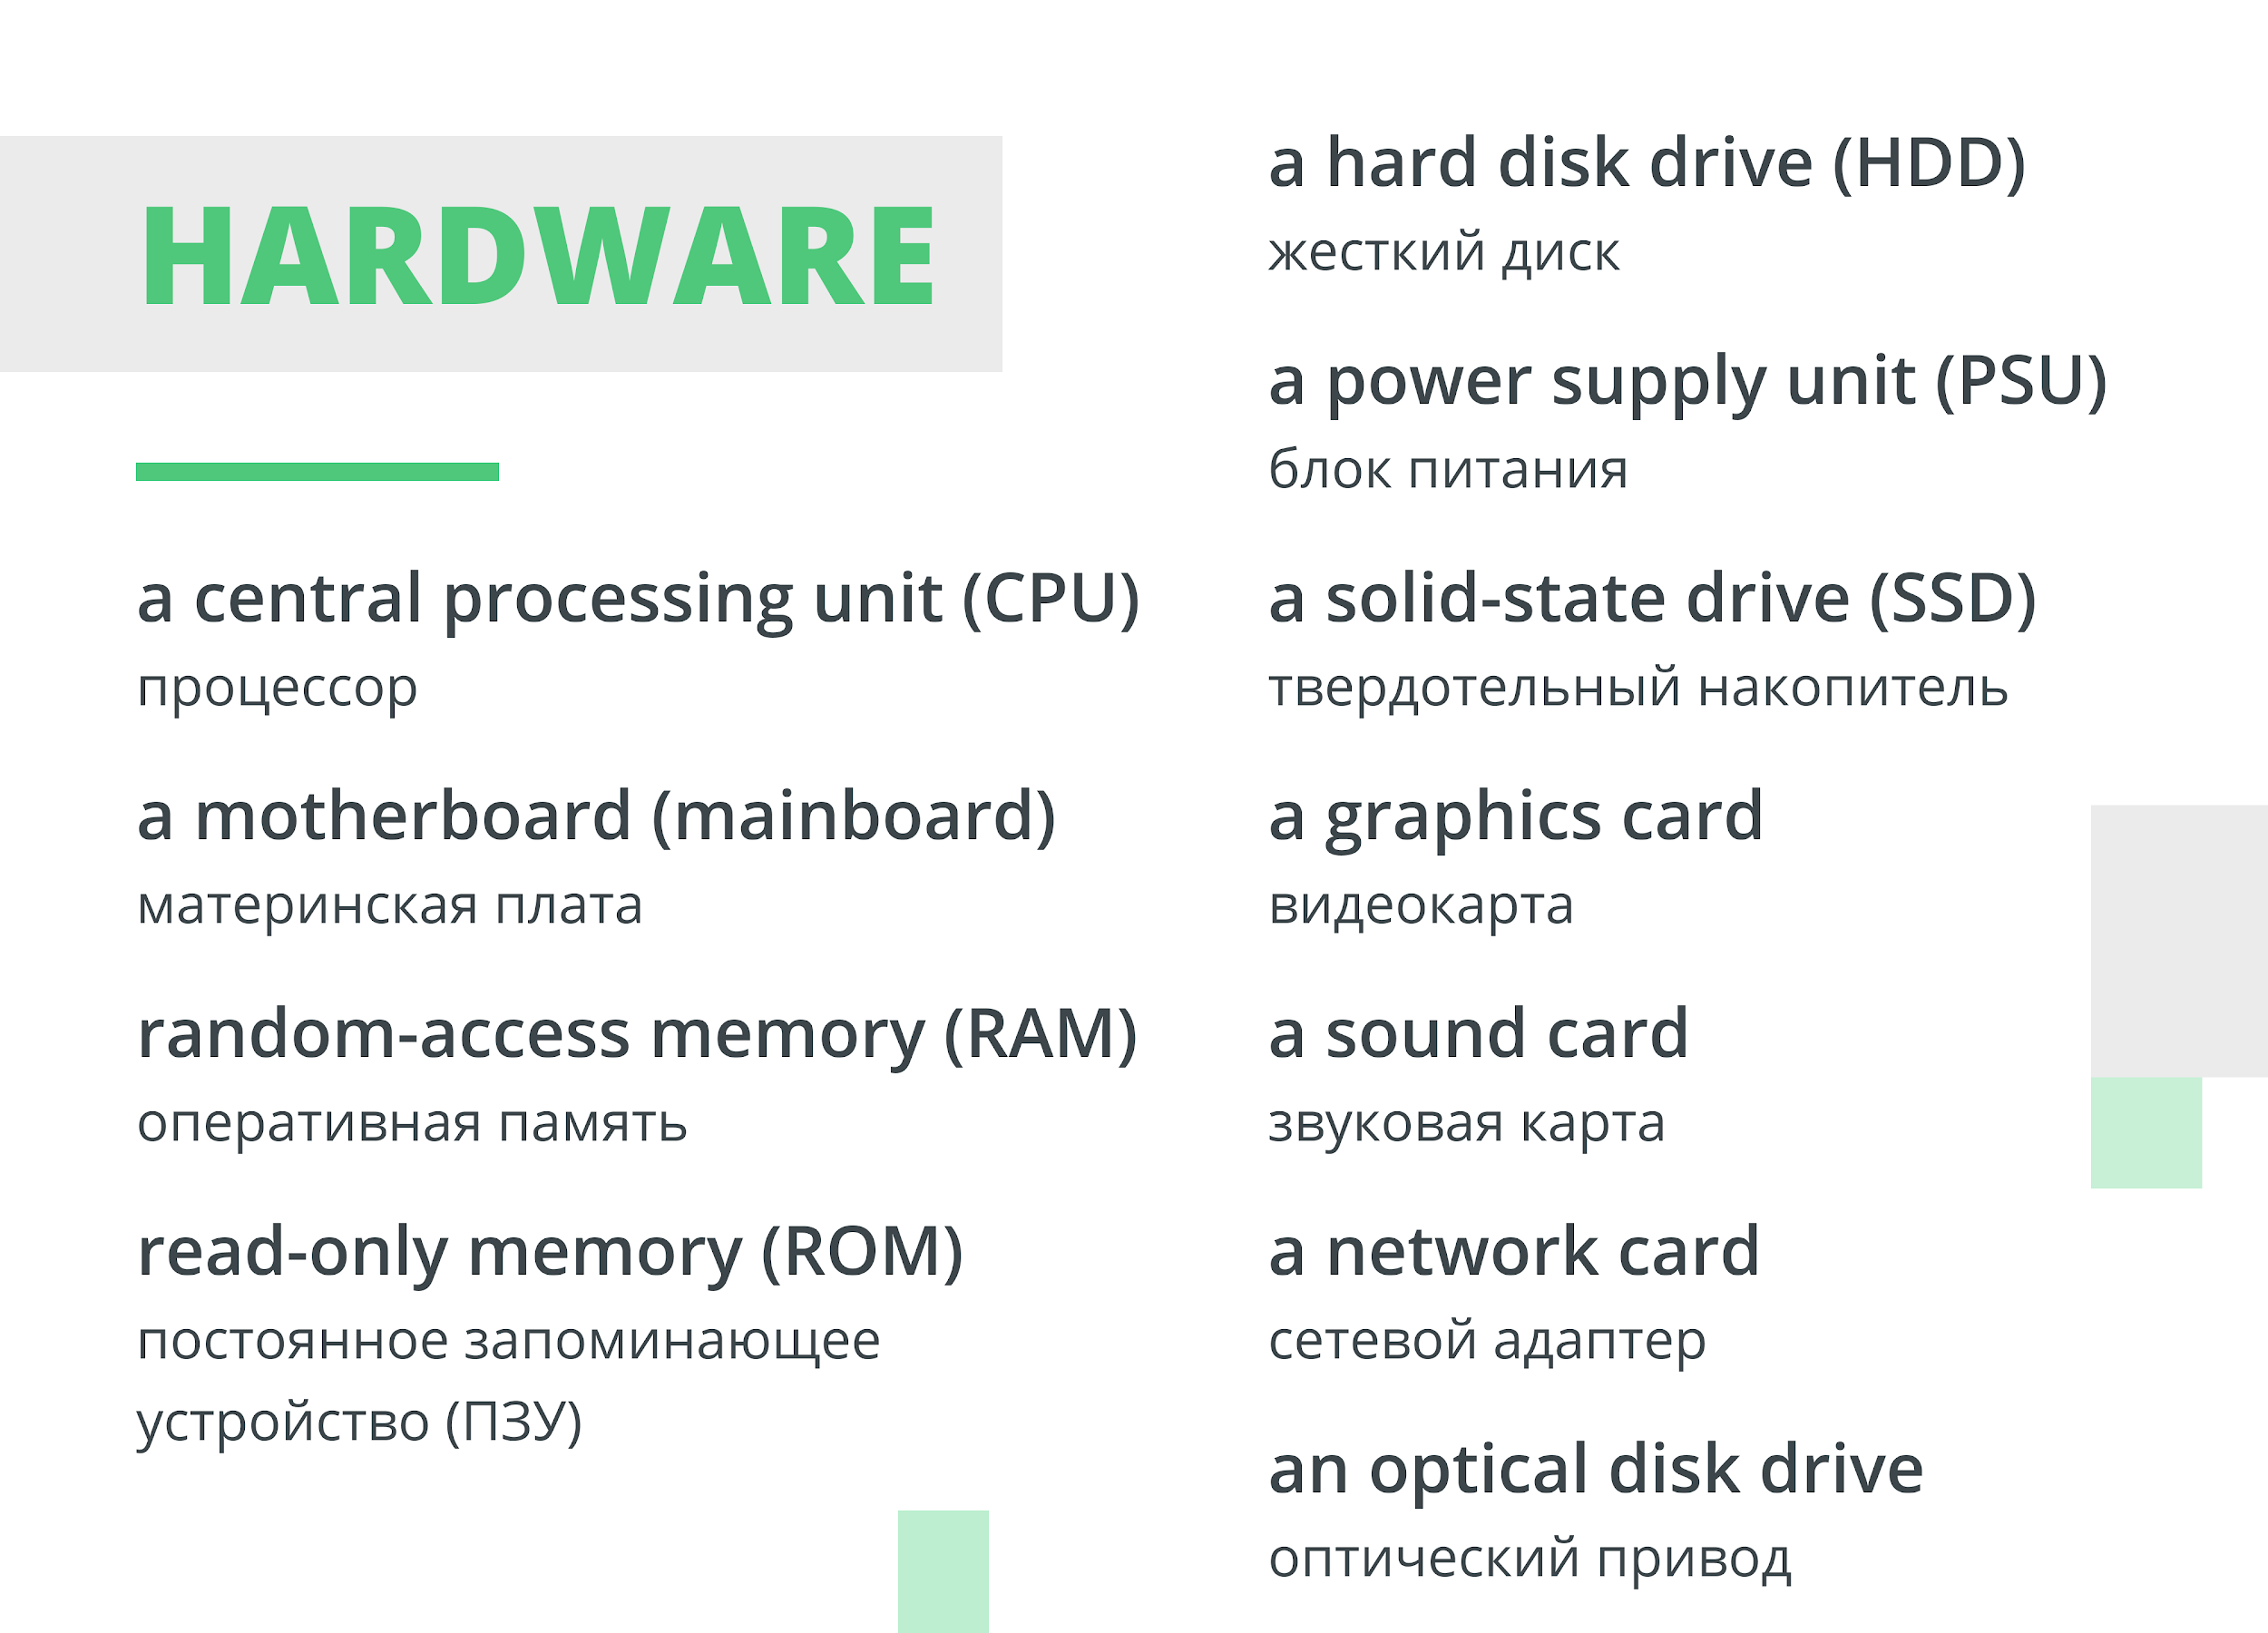 HARDWARE
a central processing unit (CPU)
процессор
a motherboard (mainboard)
материнская плата
random-access memory (RAM)
оперативная память
read-only memory (ROM)
постоянное запоминающее
устройство (ПЗУ)
a hard disk drive (HDD)
жесткий диск
a power supply unit (PSU)
блок питания
a solid-state drive (SSD)
твердотельный накопитель
a graphics card
видеокарта
a sound card
звуковая карта
a network card
сетевой адаптер
an optical disk drive
оптический привод